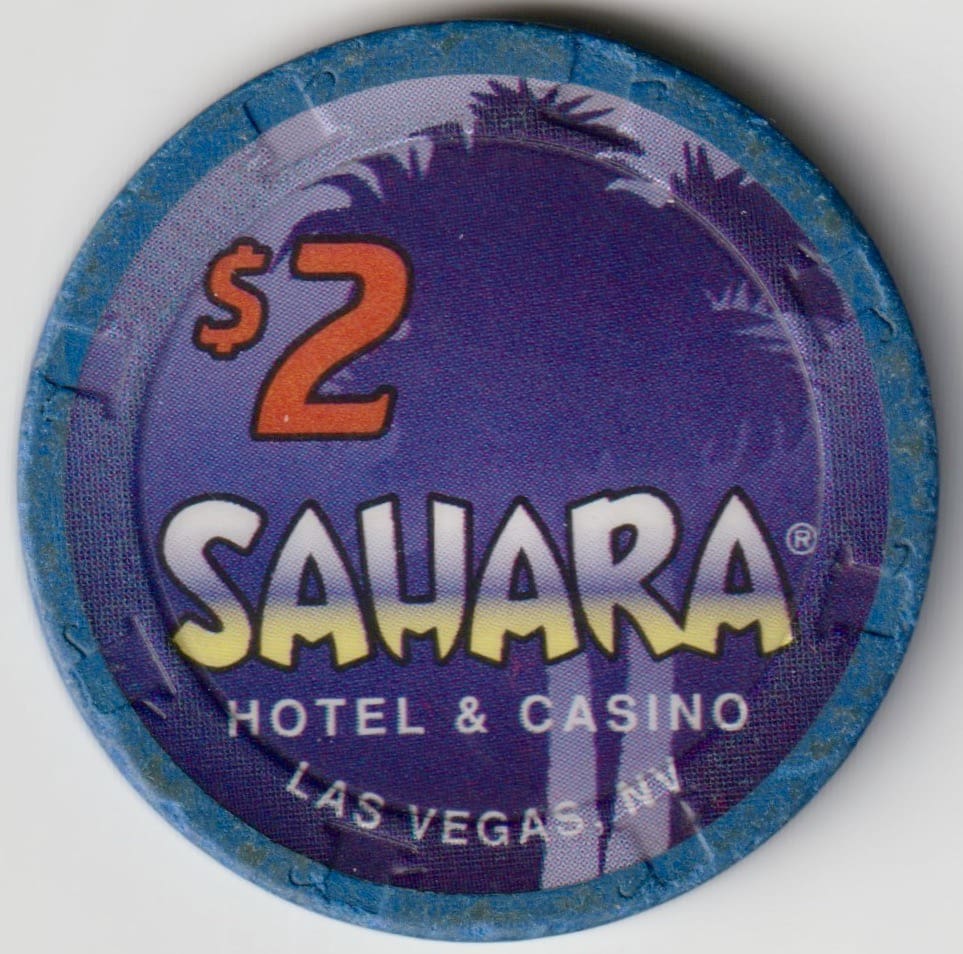 $2
SAHARA®
HOTEL & CASINO
LAS VEGAS, NV